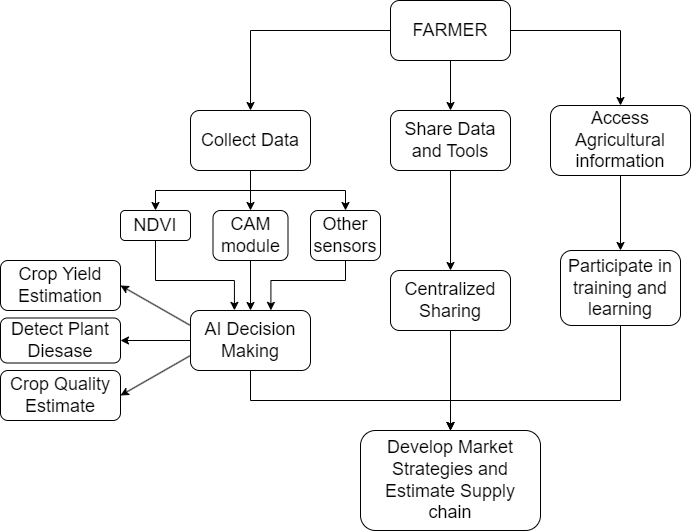 FARMER
Collect Data
Share Data
and Tools
Access
Agricultural
information
NDVI
CAM
module
Other
sensors
Crop Yield
Estimation
Detect Plant
Diesase
Crop Quality
Estimate
AI Decision
Making
Centralized
Sharing
Participate in
training and
learning
Develop Market
Strategies and
Estimate Supply
chain